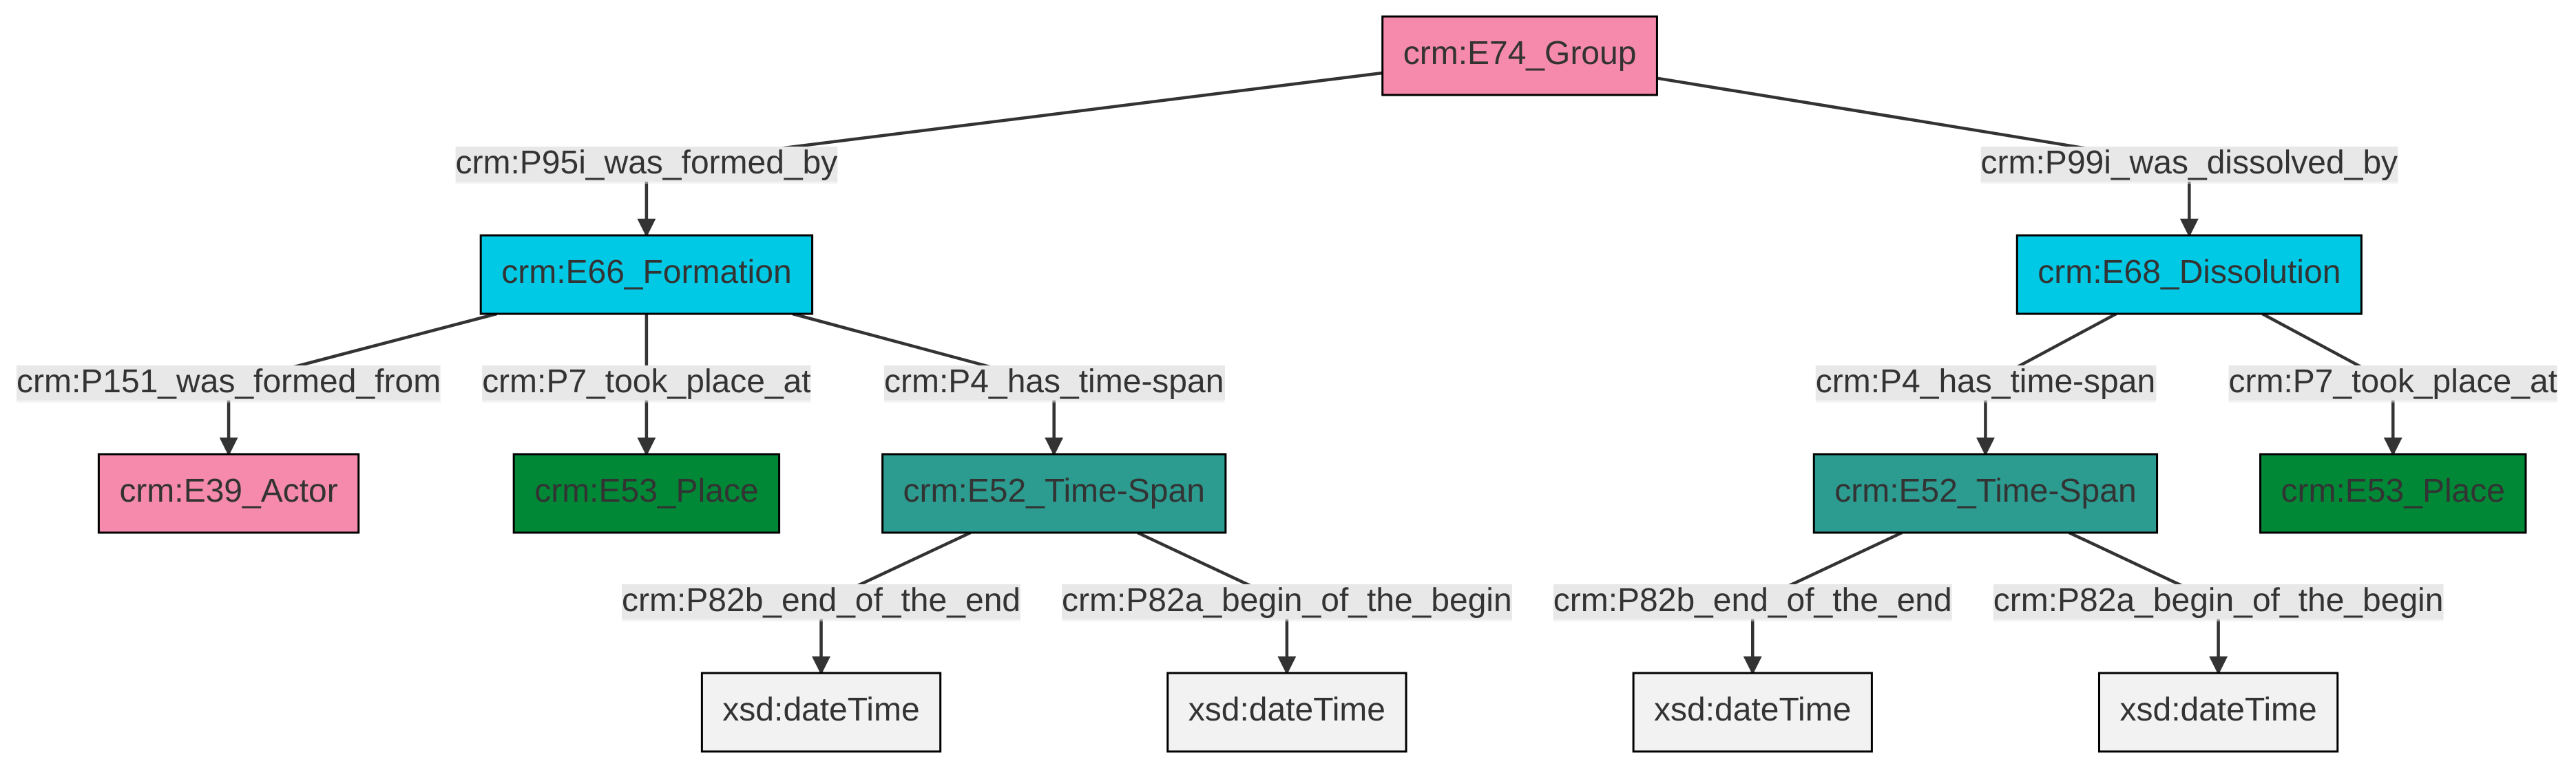 crm:E74_Group
crm:P95i_was_formed_by
crm:P99i_was_dissolved_by
crm:E66_Formation
crm:E68_Dissolution
crm:P151_was_formed_from
crm:P7_took_place_at
crm:P4_has_time-span
crm:P4_has_time-span
crm:P7_took_place_at
crm:E39_Actor
crm:E53_Place
crm:E52_Time-Span
crm:E52_Time-Span
crm:E53_Place
crm:P82b_end_of_the_end
crm:P82a_begin_of_the_begin
crm:P82b_end_of_the_end
crm:P82a_begin_of_the_begin
xsd:dateTime
xsd:dateTime
xsd:dateTime
xsd:dateTime